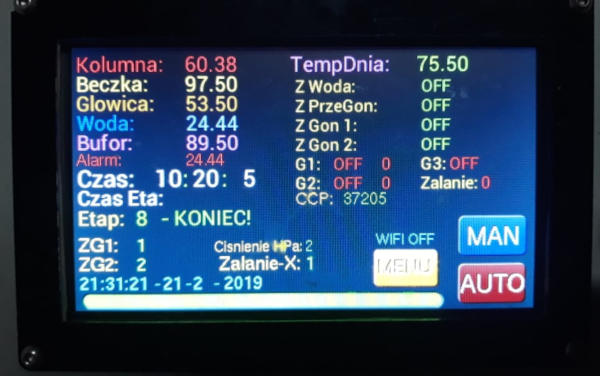 Kolumna: 60.38
Beczka: 97.50
Glowica: 53.50
Woda: 24.44
Bufor: 89.50
Alarm: 24.44
Czas: 10: 20: 5
Czas Eta:
Etap: 8 - KONIEC!
ZG1: 1
ZG2: 2
Cisnienie HPa: 2
Zalanie-X: 1
21:31:21 -21-2 - 2019
TempDnia: 75.50
Z Woda: OFF
Z PrzeGon: OFF
Z Gon 1: OFF
Z Gon 2: OFF
G1: OFF 0 G3: OFF
G2: OFF 0 Zalanie: 0
CCP: 37205
WIFI OFF
MENU
MAN
AUTO